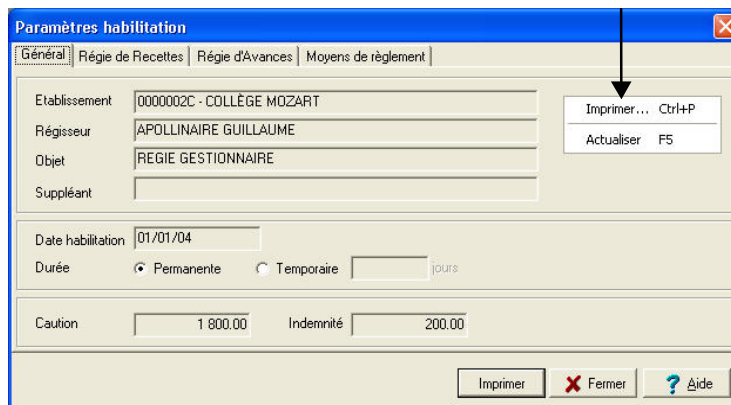 Paramètres habilitation
Général Régie de Recettes Régie d'Avances Moyens de règlement
Etablissement 0000002C - COLLÈGE MOZART
Imprimer... Ctrl+P
Régisseur APOLLINAIRE GUILLAUME
Actualiser F5
Objet REGIE GESTIONNAIRE
Suppléant
Date habilitation 01/01/04
Durée Permanente Temporaire jours
Caution 1 800.00 Indemnité 200.00
Imprimer Fermer ? Aide